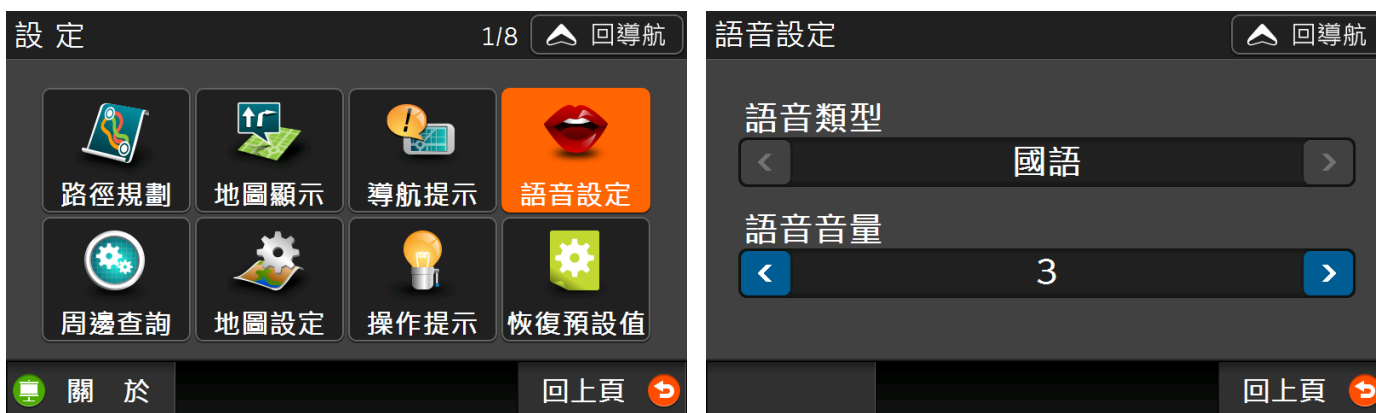 設 定 1/8 回導航
路徑規劃 地圖顯示 導航提示 語音設定
周邊查詢 地圖設定 操作提示 恢復預設值
關 於 回上頁
語音設定 回導航
語音類型
國語
語音音量
3
回上頁